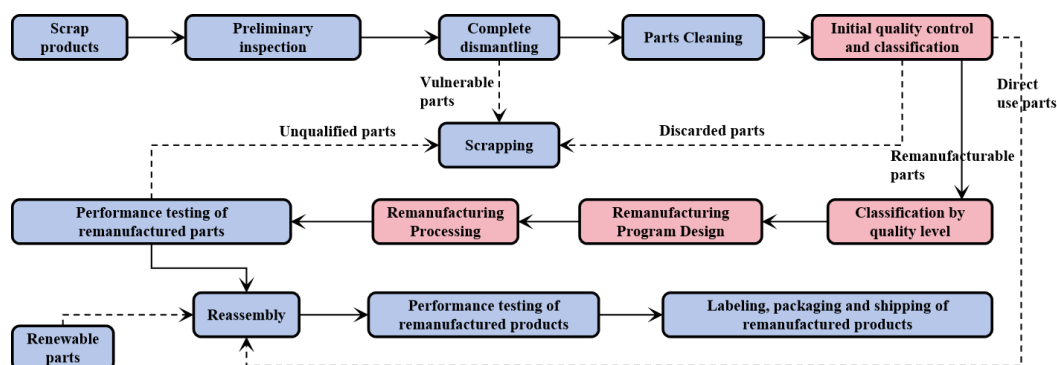 Scrap
products
Preliminary
inspection
Complete
dismantling
Parts Cleaning
Initial quality control
and classification
Vulnerable
parts
Direct
use parts
Unqualified parts
Scrapping
Discarded parts
Remanufacturable
parts
Performance testing of
remanufactured parts
Remanufacturing
Processing
Remanufacturing
Program Design
Classification by
quality level
Reassembly
Performance testing of
remanufactured products
Labeling, packaging and shipping of
remanufactured products
Renewable
parts